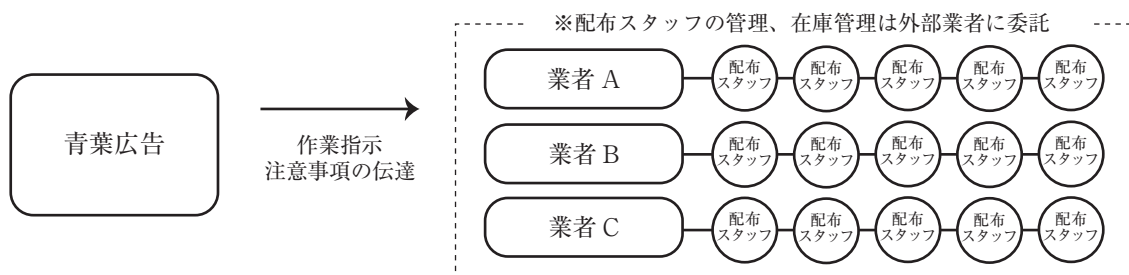 ※配布スタッフの管理、在庫管理は外部業者に委託
青葉広告
作業指示
注意事項の伝達
業者 A
配布
スタッフ
配布
スタッフ
配布
スタッフ
配布
スタッフ
配布
スタッフ
業者 B
配布
スタッフ
配布
スタッフ
配布
スタッフ
配布
スタッフ
配布
スタッフ
業者 C
配布
スタッフ
配布
スタッフ
配布
スタッフ
配布
スタッフ
配布
スタッフ